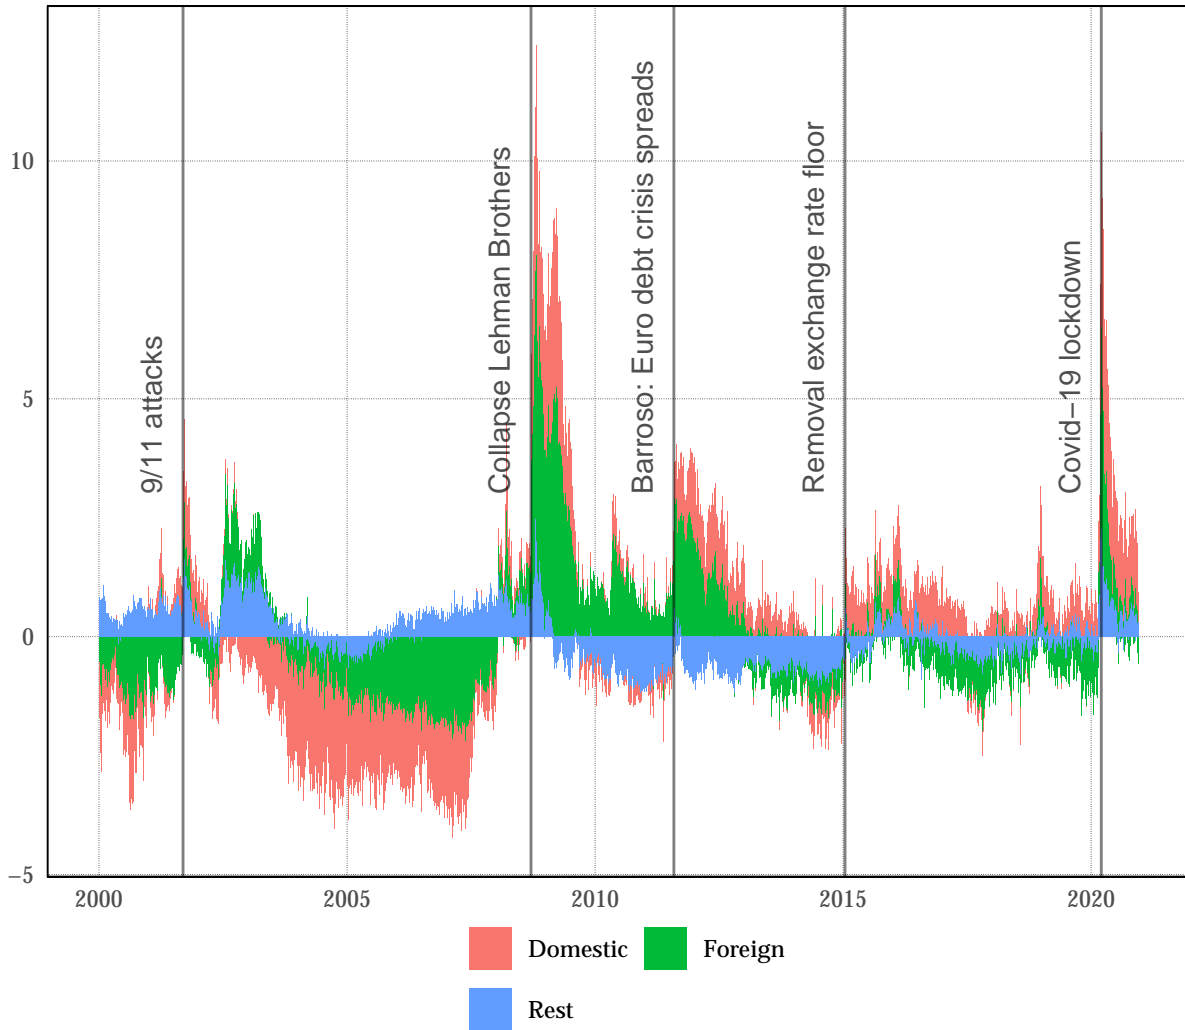 10
5
0
−5
9/11 attacks
Collapse Lehman Brothers
Barroso: Euro debt crisis spreads
Removal exchange rate floor
Covid−19 lockdown
2000 2005 2010 2015 2020
Domestic Foreign
Rest